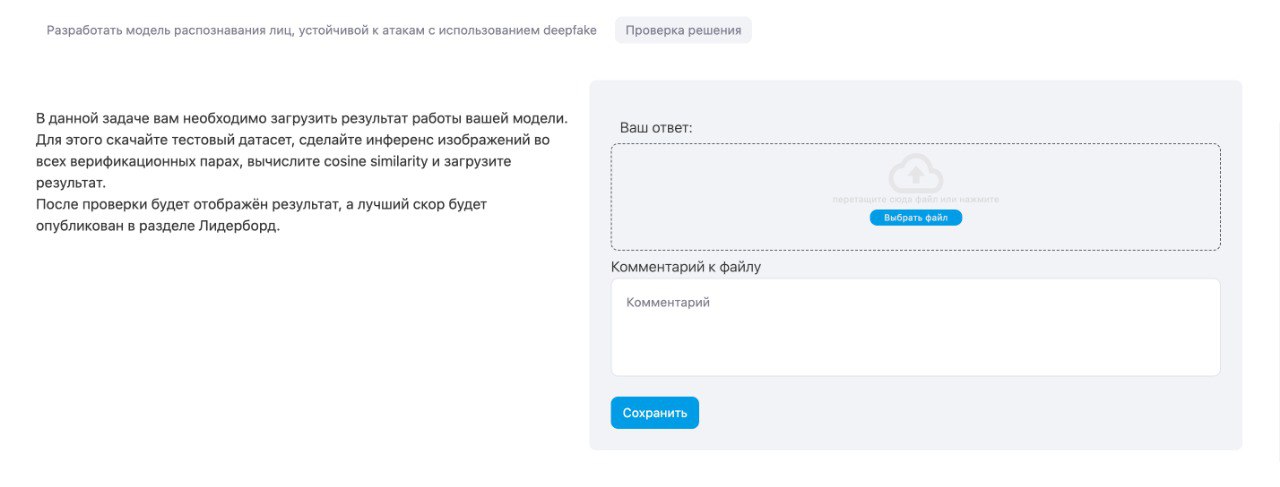 Разработать модель распознавания лиц, устойчивой к атакам с использованием deepfake
Проверка решения
В данной задаче вам необходимо загрузить результат работы вашей модели.
Для этого скачайте тестовый датасет, сделайте инференс изображений во
всех верификационных парах, вычислите cosine similarity и загрузите
результат.
После проверки будет отображён результат, а лучший скор будет
опубликован в разделе Лидерборд.
Ваш ответ:
перетащите сюда файл или нажмите
Выбрать файл
Комментарий к файлу
Комментарий
Сохранить